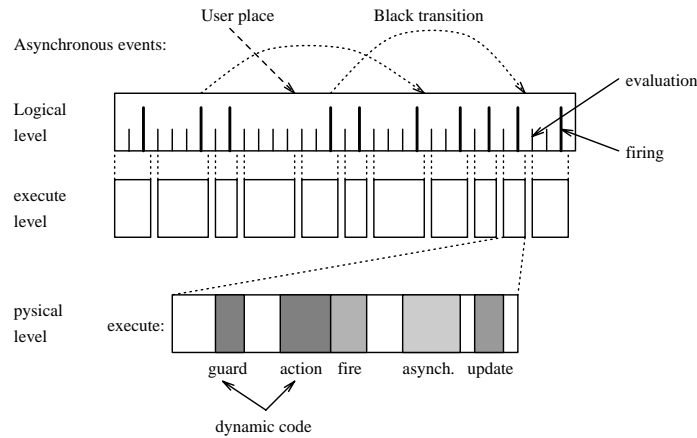 User place
Black transition
Asynchronous events:
evaluation
Logical
level
firing
execute
level
pysical
level
execute:
guard action fire asynch. update
dynamic code